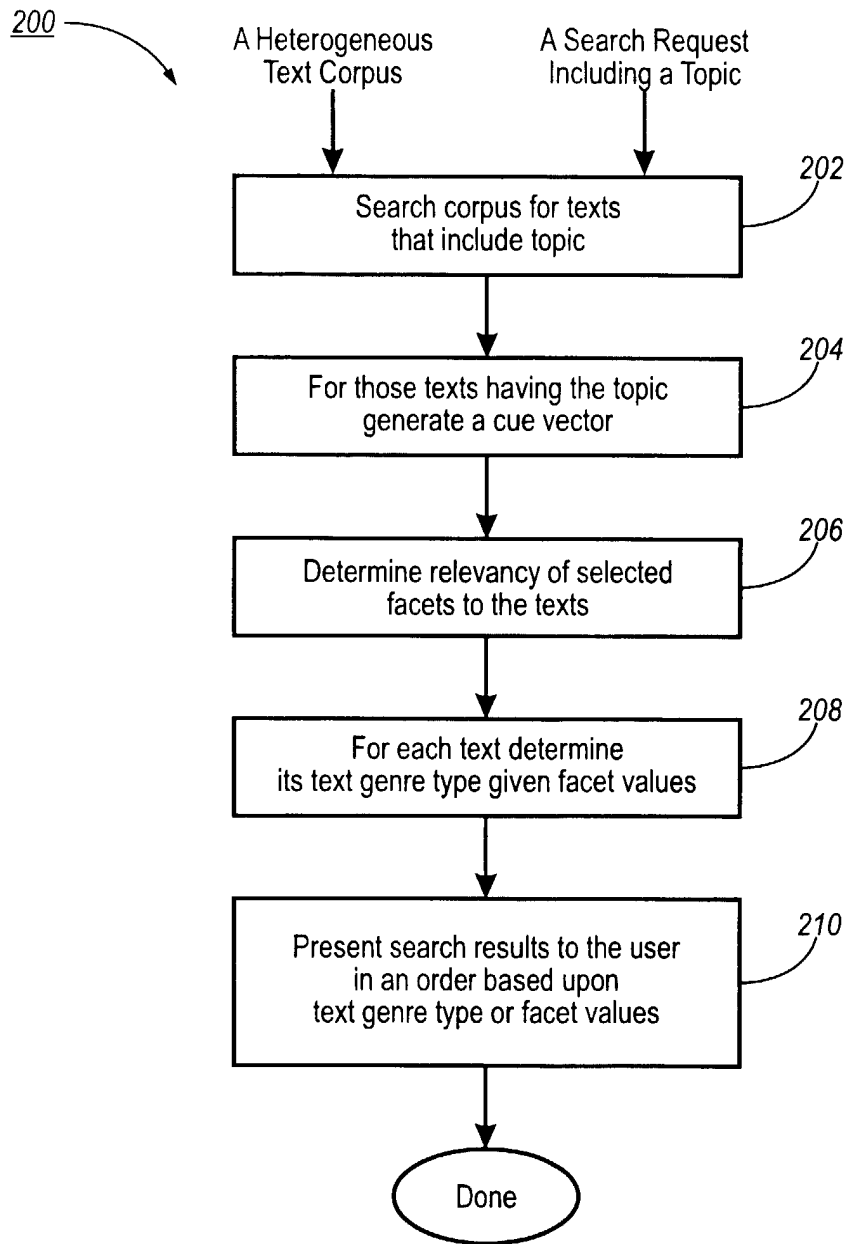 200
A Heterogeneous
Text Corpus
A Search Request
Including a Topic
202
Search corpus for texts
that include topic
204
For those texts having the topic
generate a cue vector
206
Determine relevancy of selected
facets to the texts
208
For each text determine
its text genre type given facet values
210
Present search results to the user
in an order based upon
text genre type or facet values
Done